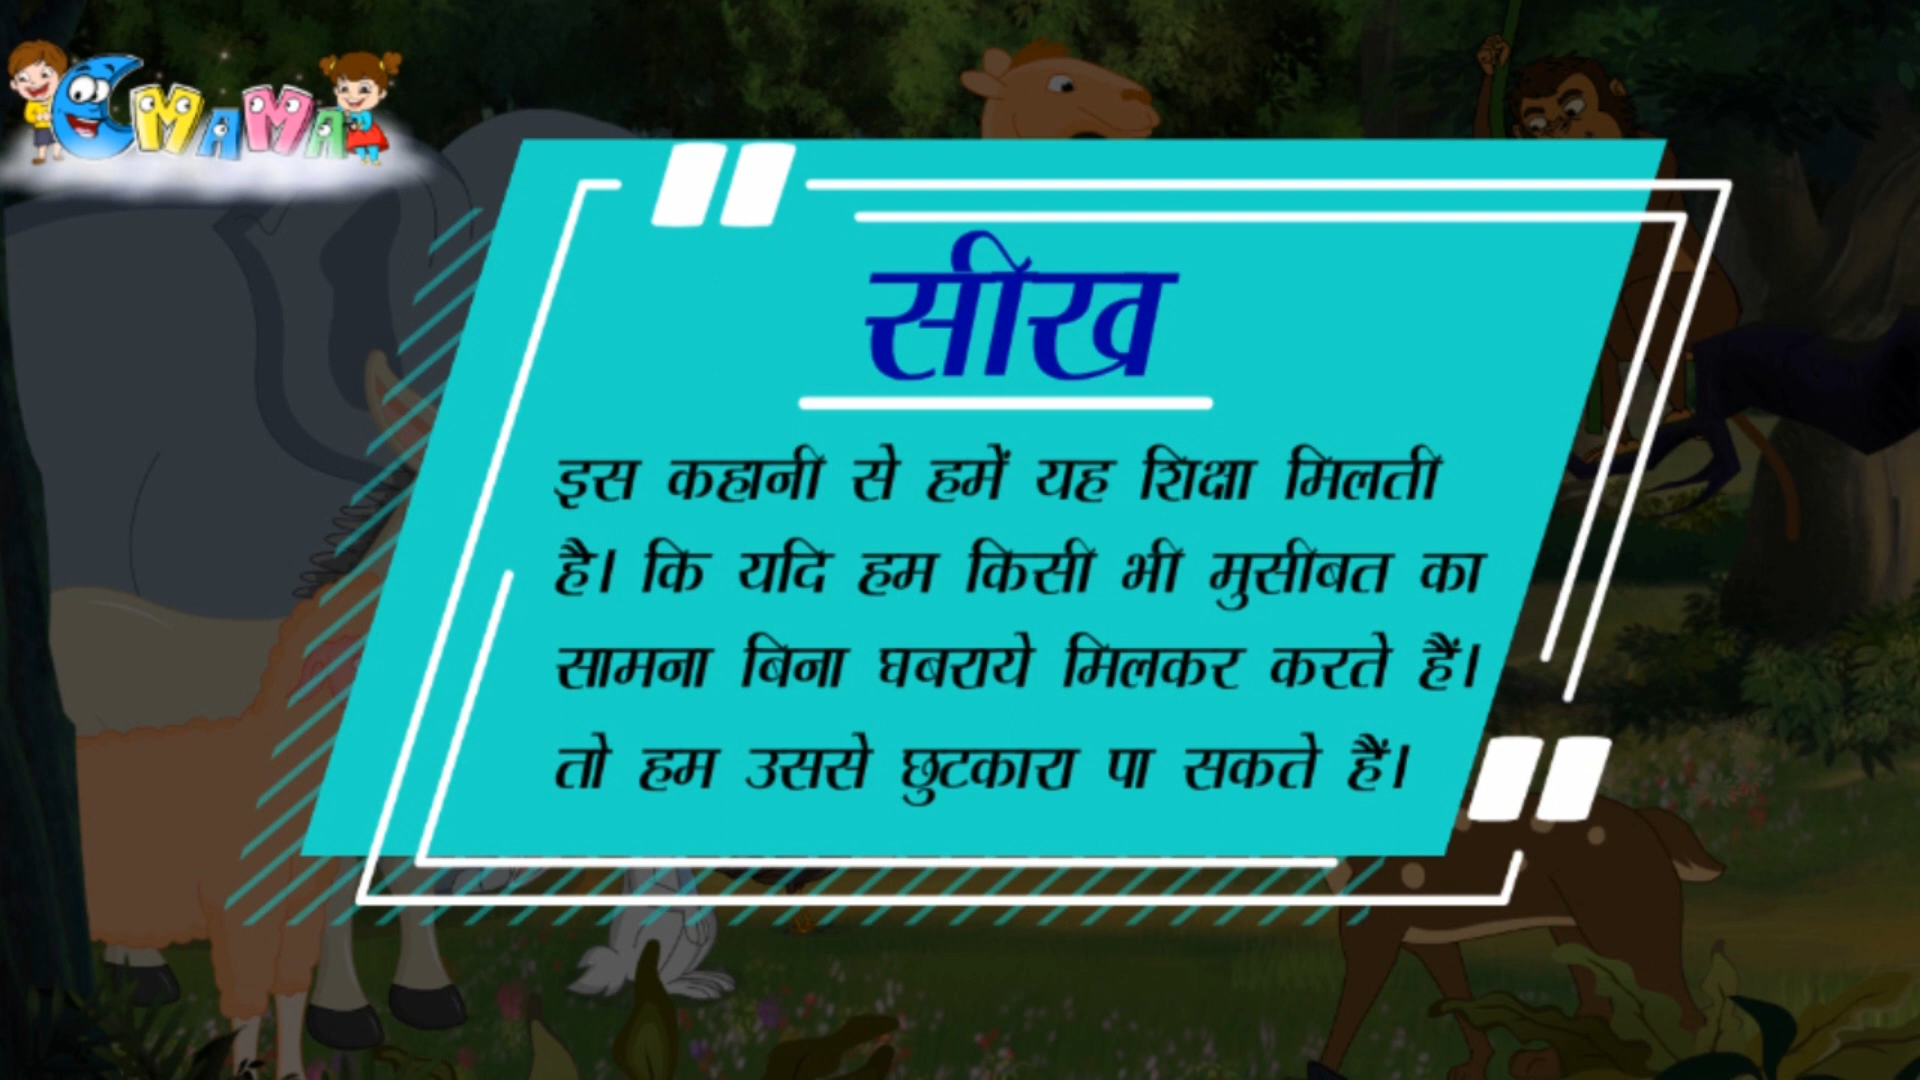 CMAMA
सीख
इस कहानी से हमें यह शिक्षा मिलती
है। कि यदि हम किसी भी मुसीबत का
सामना बिना घबराये मिलकर करते हैं।
तो हम उससे छुटकारा पा सकते हैं।